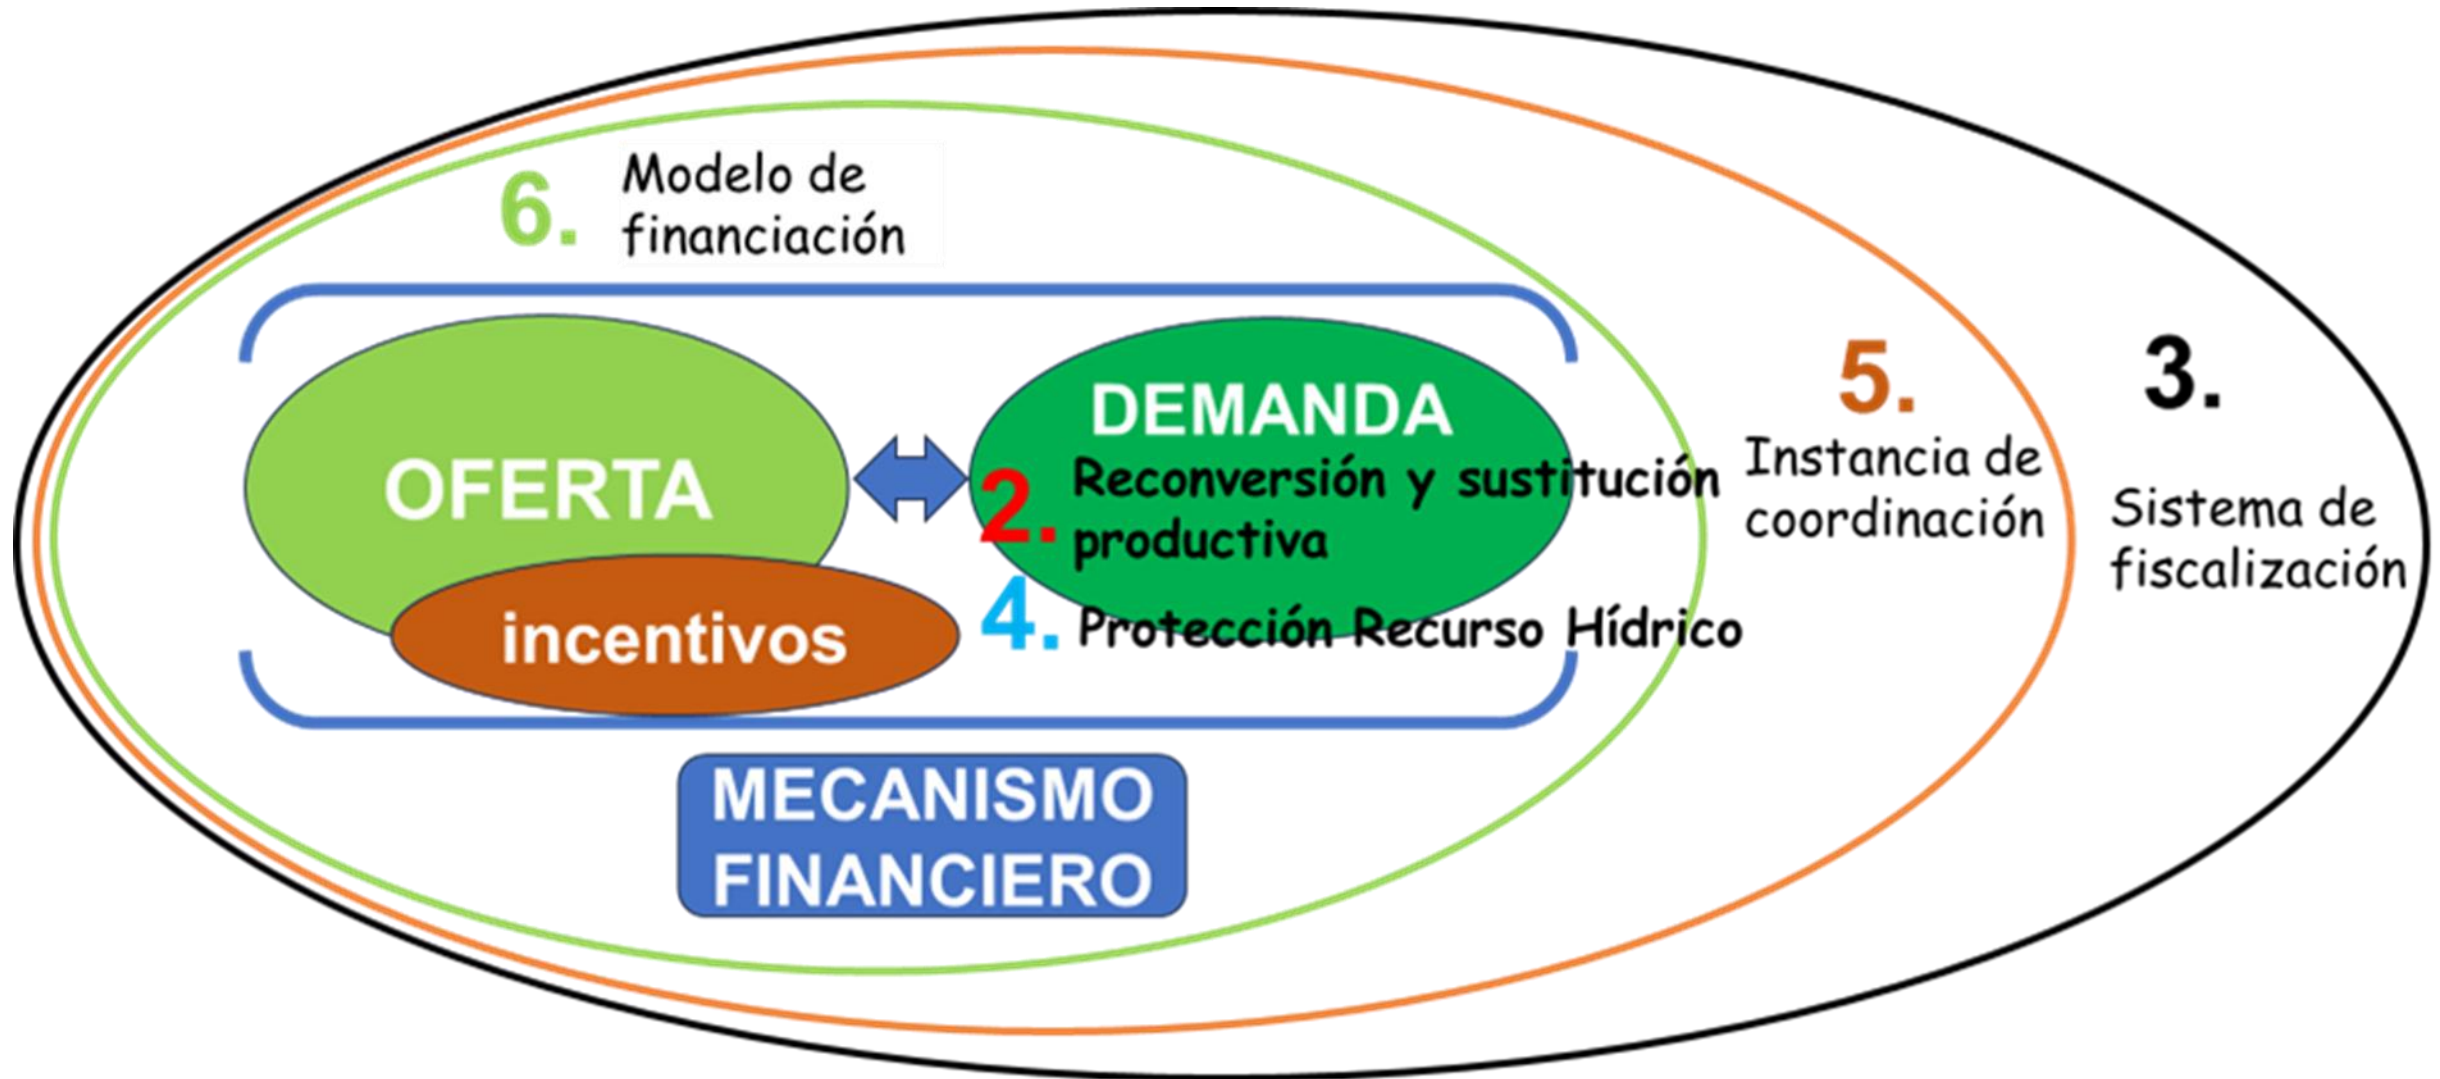 6. Modelo de
financiación
OFERTA
incentivos
DEMANDA
2. Reconversión y sustitución
productiva
4. Protección Recurso Hídrico
5.
Instancia de
coordinación
3.
Sistema de
fiscalización
MECANISMO
FINANCIERO